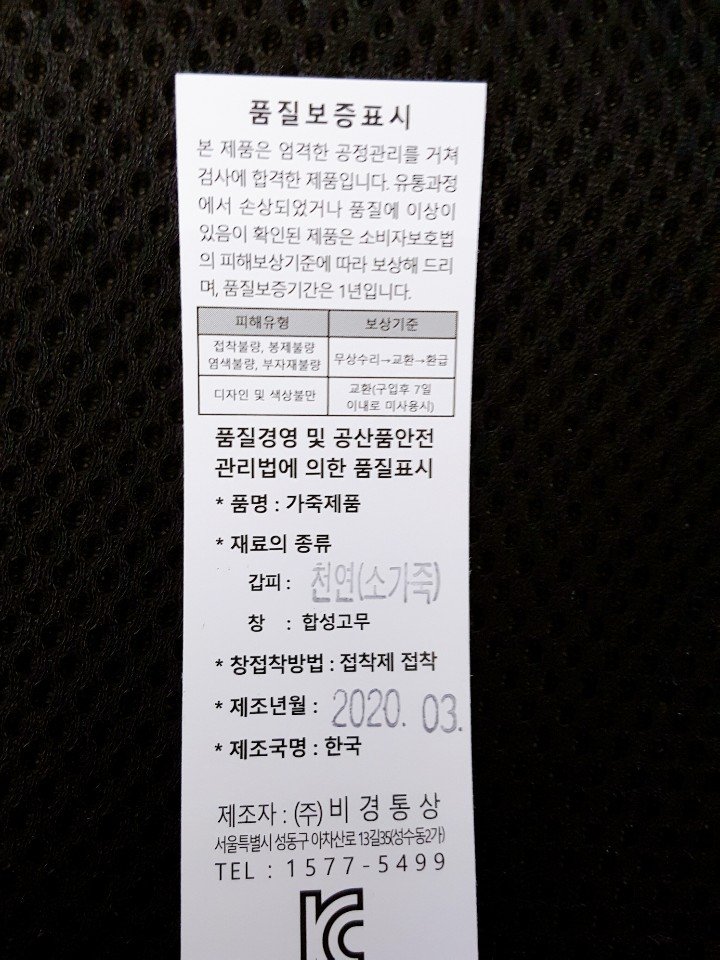 품질보증표시
본 제품은 엄격한 공정관리를 거쳐
검사에 합격한 제품입니다. 유통과정
에서 손상되었거나 품질에 이상이
있음이 확인된 제품은 소비자보호법
의 피해보상기준에 따라 보상해 드리
며, 품질보증기간은 1년입니다.
피해유형 보상기준
접착불량, 봉제불량
염색불량, 부자재불량 무상수리→교환→환급
디자인 및 색상불만 교환(구입후 7일
이내로 미사용시)
품질경영 및 공산품안전
관리법에 의한 품질표시
* 품명 : 가죽제품
* 재료의 종류
갑피 : 천연(소가죽)
창 : 합성고무
* 창접착방법 : 접착제 접착
* 제조년월 : 2020. 03.
* 제조국명 : 한국
제조자 : (주) 비경통상
서울특별시 성동구 아차산로 13길35(성수동2가)
TEL : 1577-5499
KC